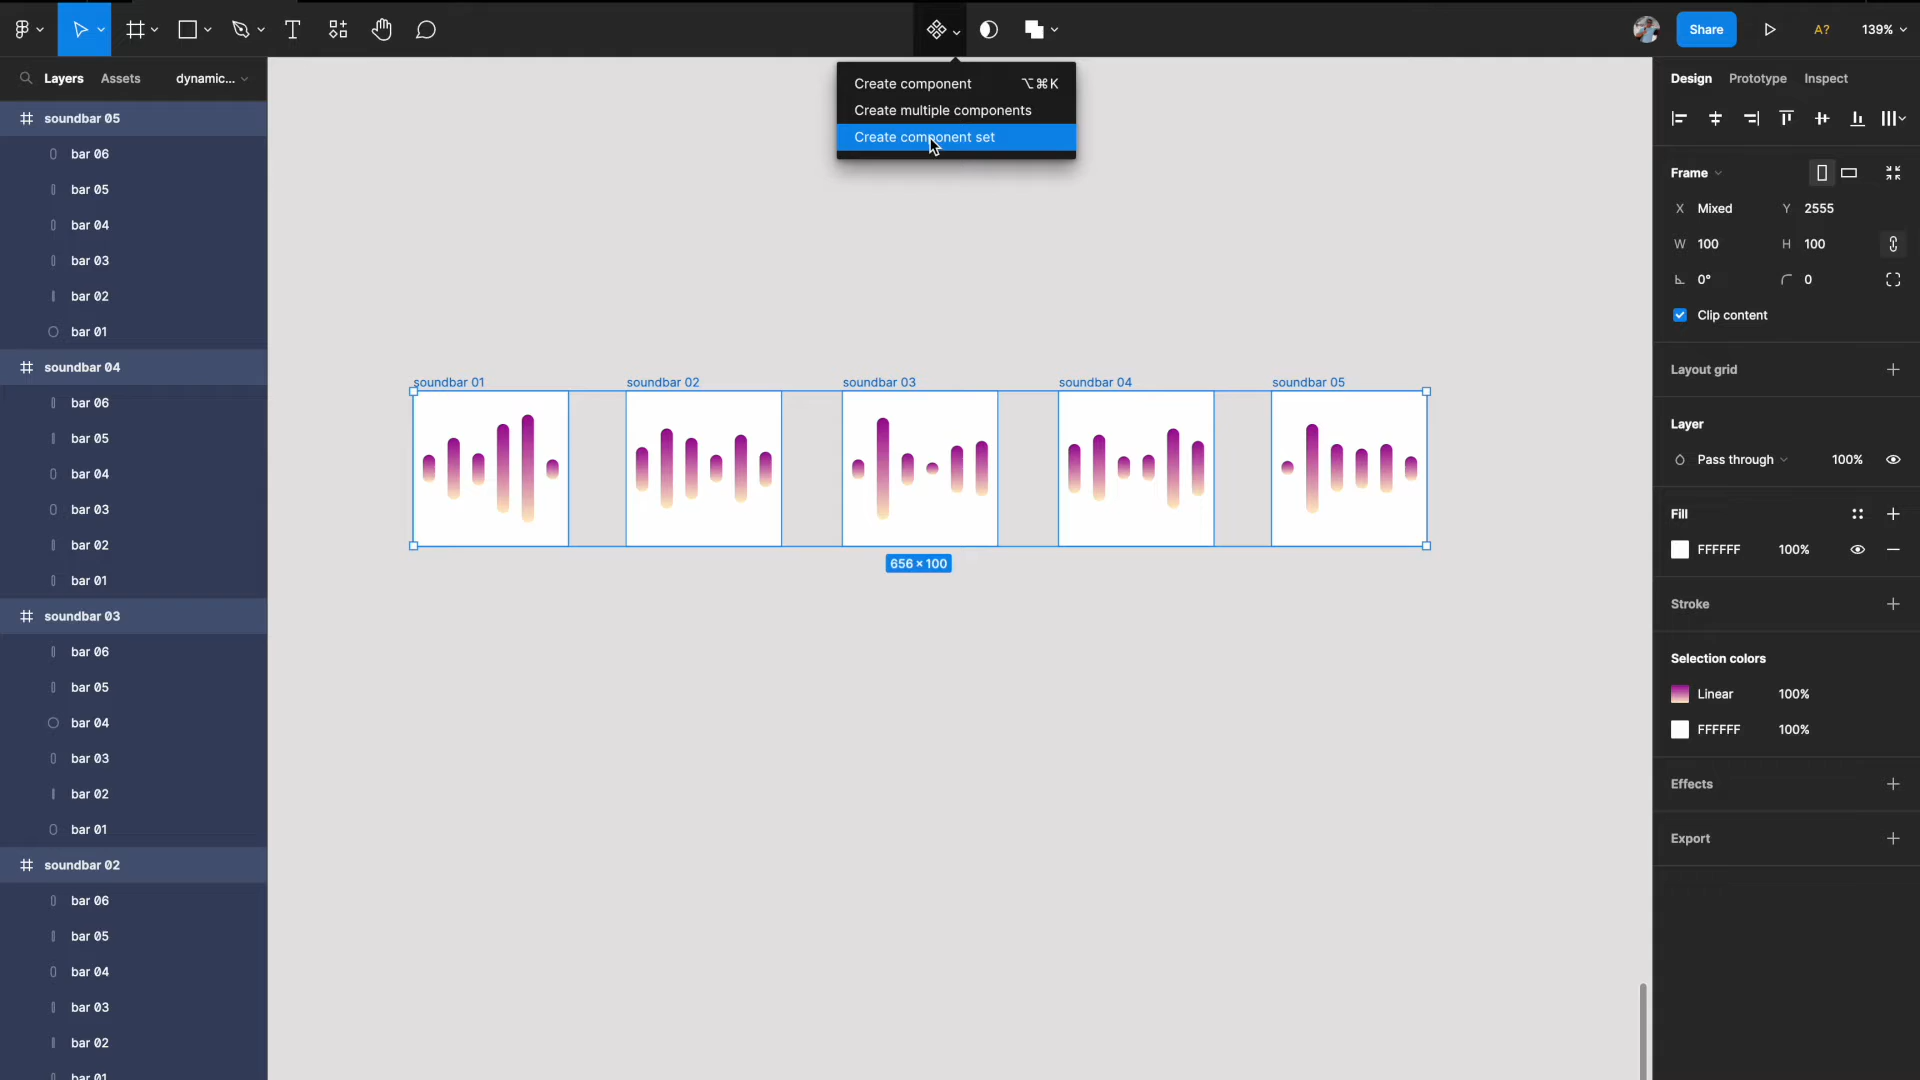 Share
A?
139%
Layers
Assets
dynamic...
soundbar 05
bar 06
bar 05
bar 04
bar 03
bar 02
bar 01
soundbar 04
bar 06
bar 05
bar 04
bar 03
bar 02
bar 01
soundbar 03
bar 06
bar 05
bar 04
bar 03
bar 02
bar 01
soundbar 02
bar 06
bar 05
bar 04
bar 03
bar 02
bar 01
Create component ⌥⌘K
Create multiple components
Create component set
soundbar 01
soundbar 02
soundbar 03
soundbar 04
soundbar 05
656 × 100
Design
Prototype
Inspect
Frame
X Mixed Y 2555
W 100 H 100
0° 0
Clip content
Layout grid
Layer
Pass through 100%
Fill
FFFFFF 100%
Stroke
Selection colors
Linear 100%
FFFFFF 100%
Effects
Export